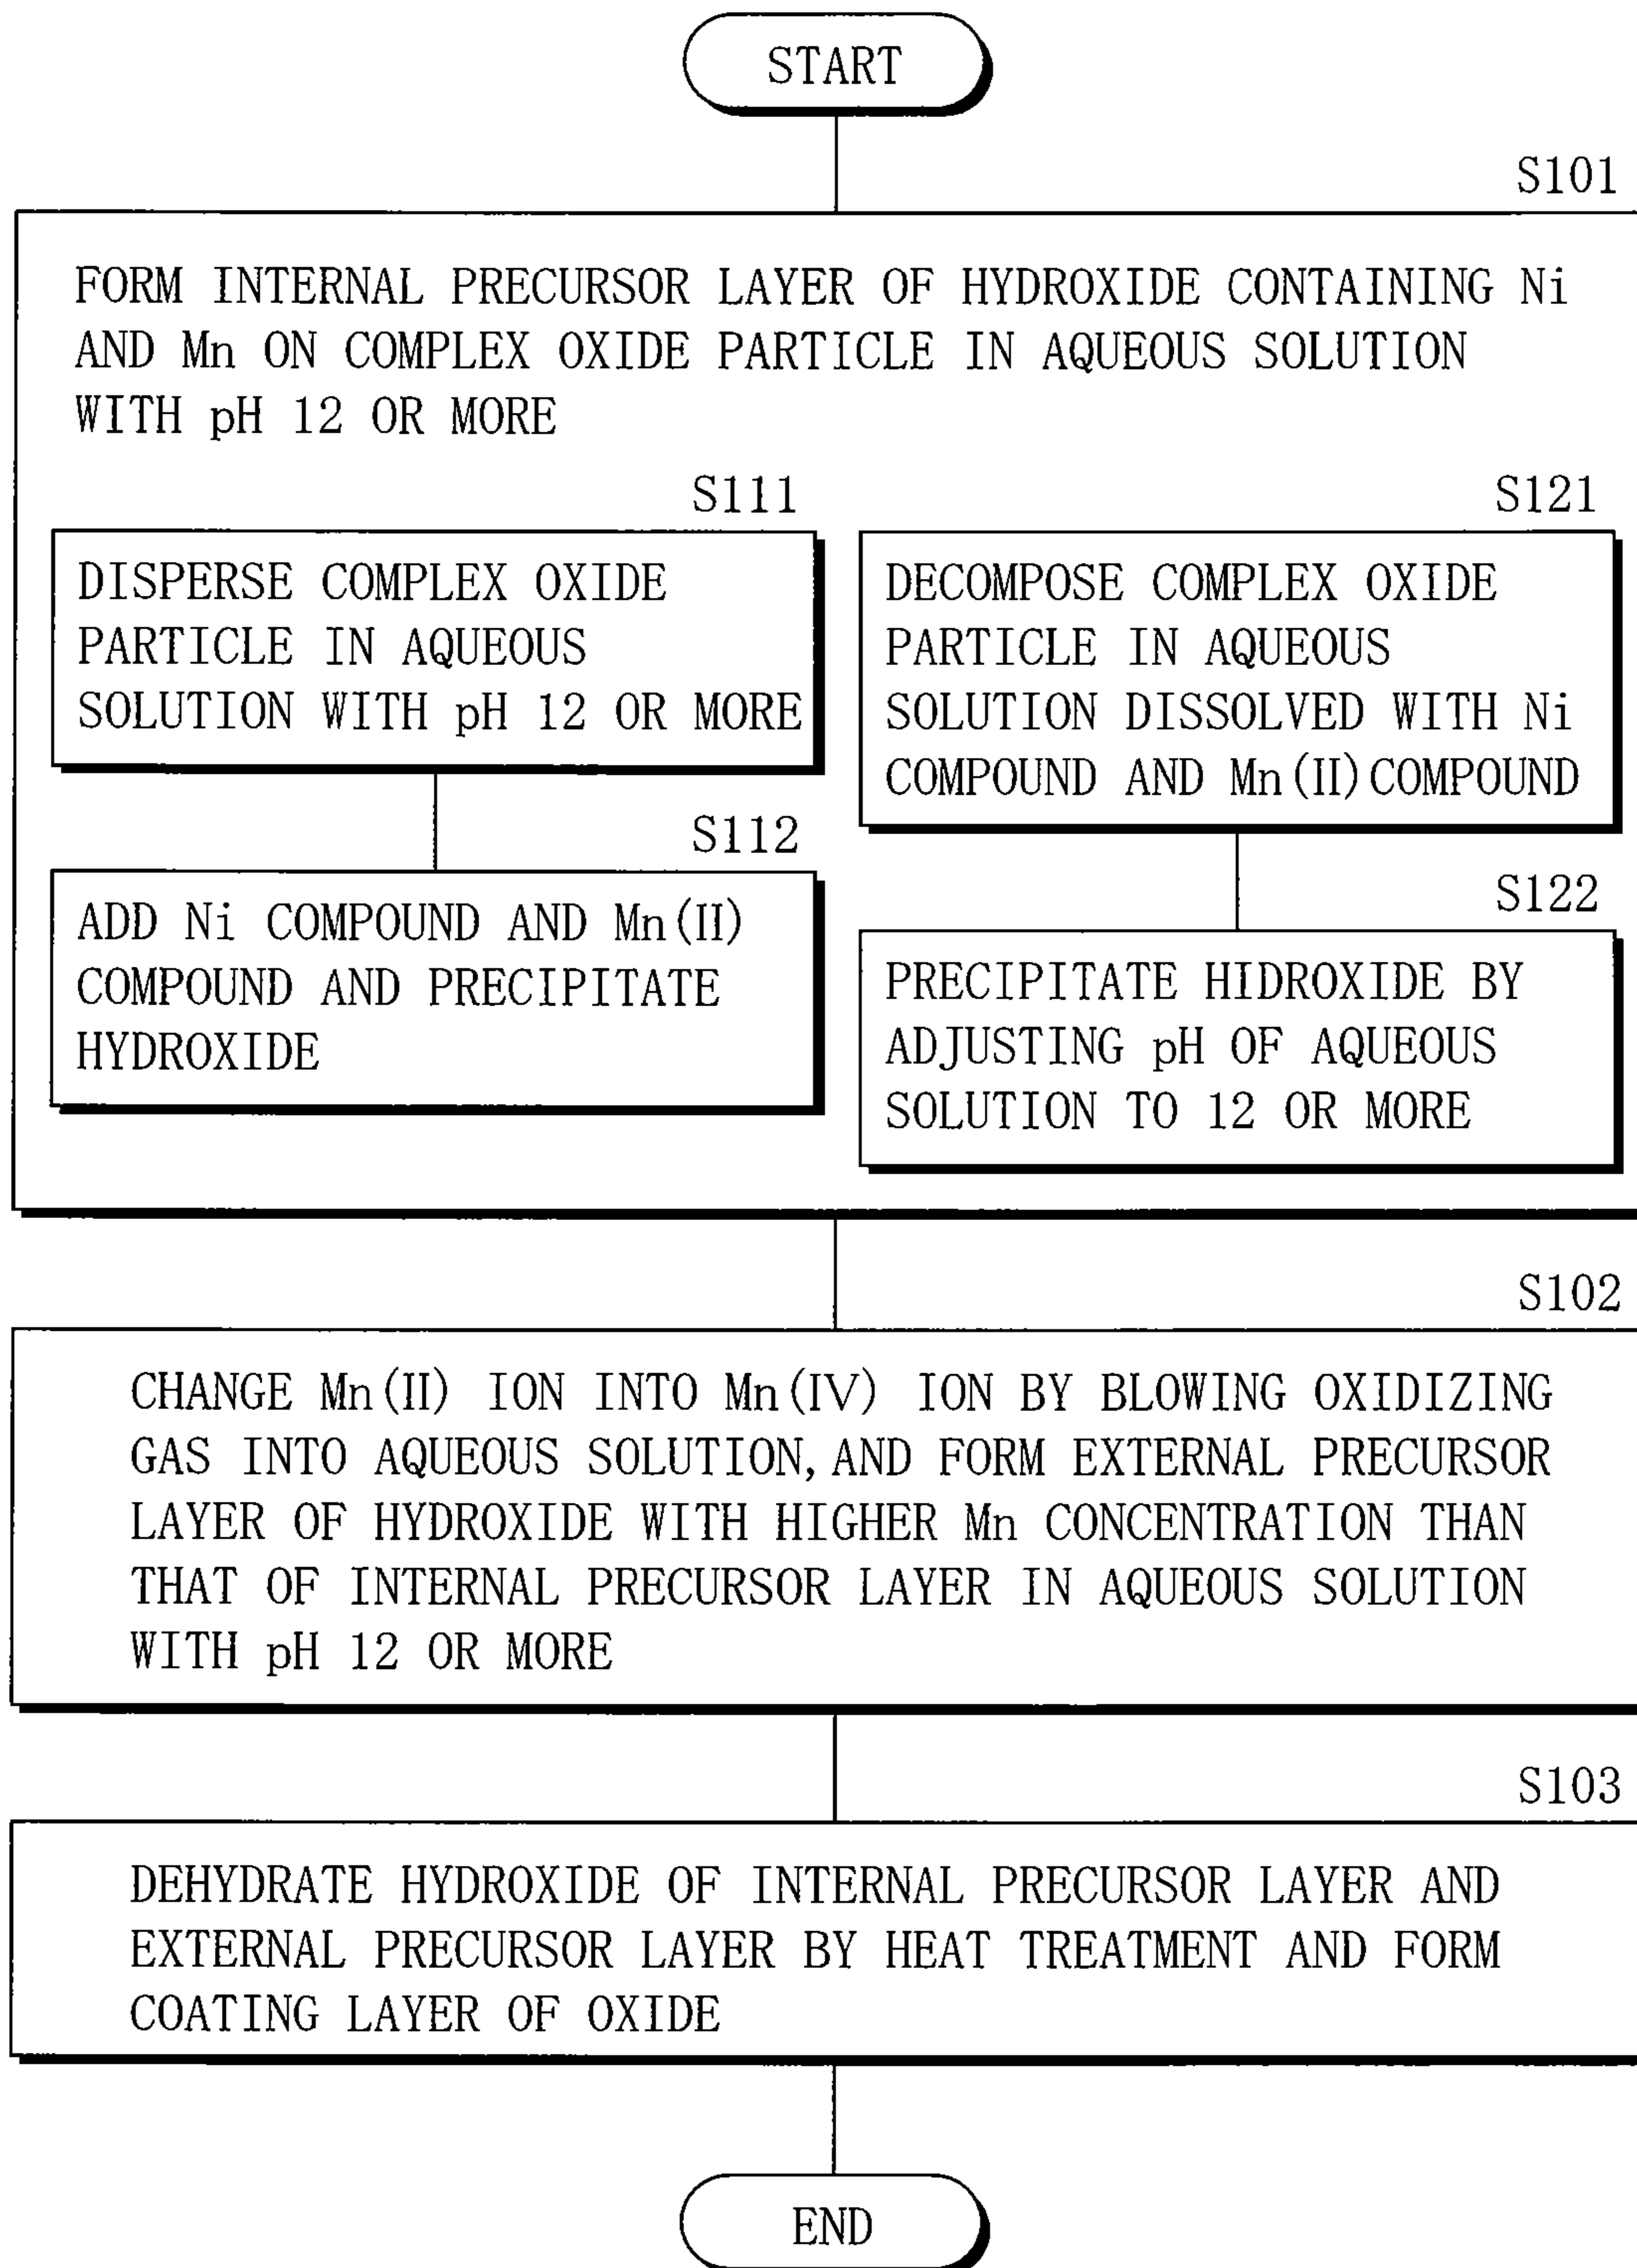 START
S101
FORM INTERNAL PRECURSOR LAYER OF HYDROXIDE CONTAINING Ni
AND Mn ON COMPLEX OXIDE PARTICLE IN AQUEOUS SOLUTION
WITH pH 12 OR MORE
S111
DISPERSE COMPLEX OXIDE
PARTICLE IN AQUEOUS
SOLUTION WITH pH 12 OR MORE
S112
ADD Ni COMPOUND AND Mn(II)
COMPOUND AND PRECIPITATE
HYDROXIDE
S121
DECOMPOSE COMPLEX OXIDE
PARTICLE IN AQUEOUS
SOLUTION DISSOLVED WITH Ni
COMPOUND AND Mn(II)COMPOUND
S122
PRECIPITATE HIDROXIDE BY
ADJUSTING pH OF AQUEOUS
SOLUTION TO 12 OR MORE
S102
CHANGE Mn(II) ION INTO Mn(IV) ION BY BLOWING OXIDIZING
GAS INTO AQUEOUS SOLUTION, AND FORM EXTERNAL PRECURSOR
LAYER OF HYDROXIDE WITH HIGHER Mn CONCENTRATION THAN
THAT OF INTERNAL PRECURSOR LAYER IN AQUEOUS SOLUTION
WITH pH 12 OR MORE
S103
DEHYDRATE HYDROXIDE OF INTERNAL PRECURSOR LAYER AND
EXTERNAL PRECURSOR LAYER BY HEAT TREATMENT AND FORM
COATING LAYER OF OXIDE
END